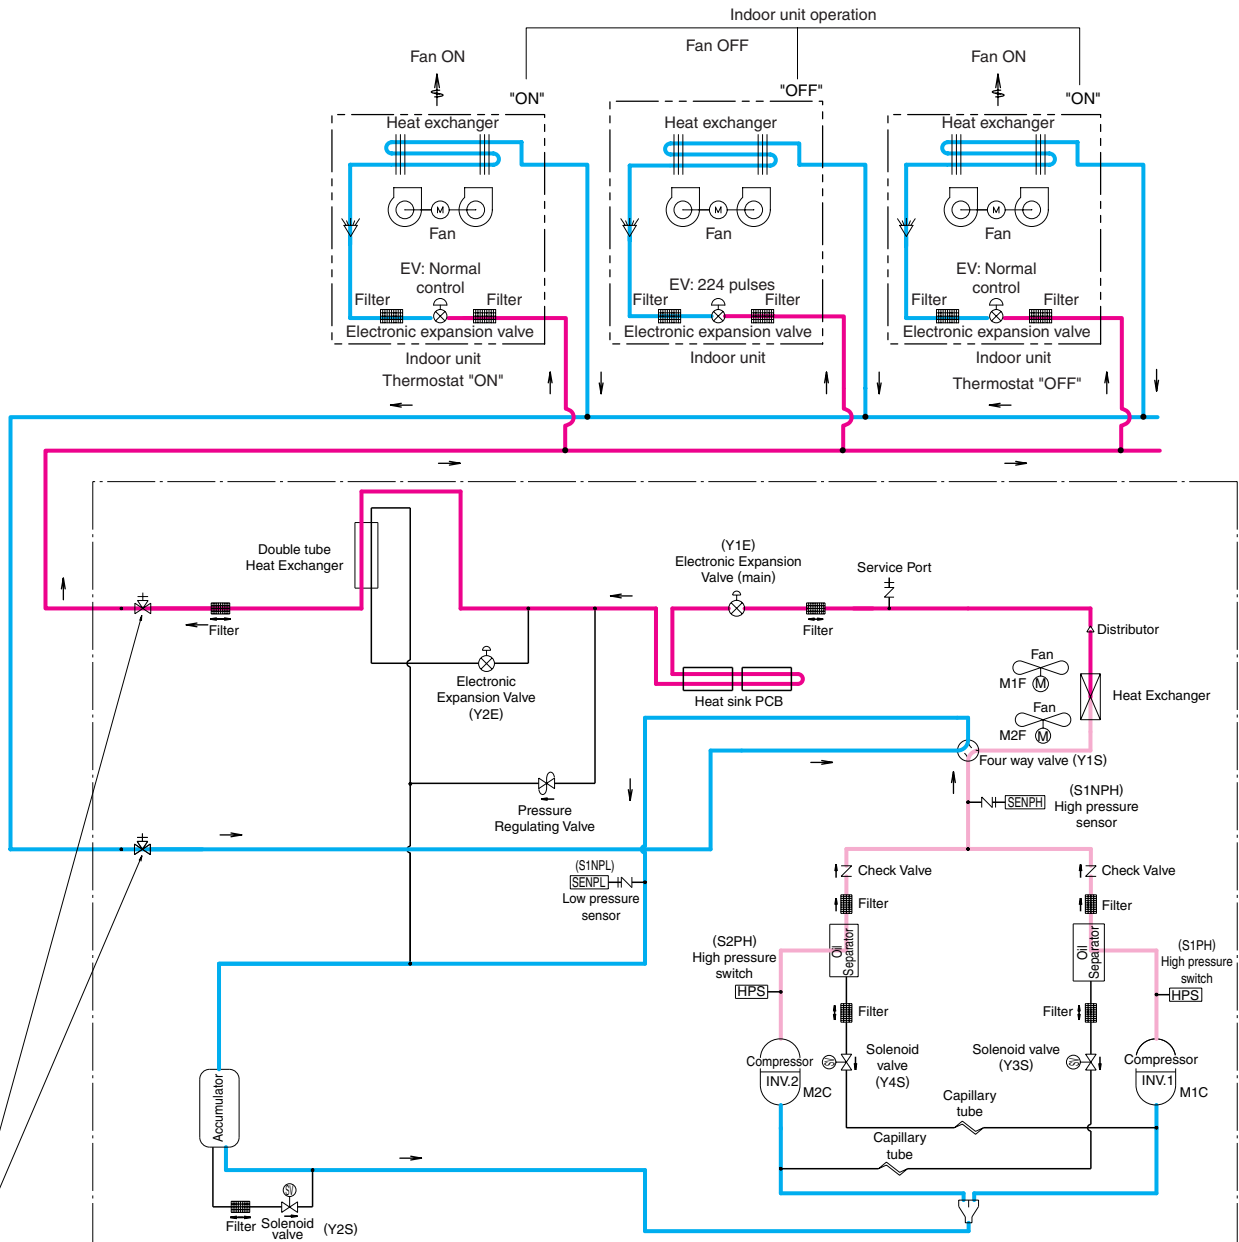 Indoor unit operation
Fan ON
Fan OFF
Fan ON
"ON"
"OFF"
"ON"
Heat exchanger
Heat exchanger
Heat exchanger
M
M
M
Fan
Fan
Fan
EV: Normal
control
EV: 224 pulses
EV: Normal
control
Filter
Filter
Filter
Filter
Filter
Filter
Electronic expansion valve
Electronic expansion valve
Electronic expansion valve
Indoor unit
Indoor unit
Indoor unit
Thermostat "ON"
Thermostat "OFF"
Double tube
Heat Exchanger
(Y1E)
Electronic Expansion
Valve (main)
Service Port
Filter
Filter
Distributor
Fan
M1F
M
Heat Exchanger
Electronic
Expansion Valve
(Y2E)
Heat sink PCB
Fan
M2F
M
Four way valve (Y1S)
Pressure
Regulating Valve
SENPH
(S1NPH)
High pressure
sensor
(S1NPL)
SENPL
Low pressure
sensor
Check Valve
Check Valve
Filter
Filter
Oil
Separator
Oil
Separator
(S2PH)
High pressure
switch
HPS
(S1PH)
High pressure
switch
HPS
Filter
Filter
Compressor
INV.2
M2C
Solenoid
valve
(Y4S)
SV
Solenoid valve
(Y3S)
SV
Compressor
INV.1
M1C
Capillary
tube
Capillary
tube
Accumulator
SV
Filter
Solenoid
valve
(Y2S)